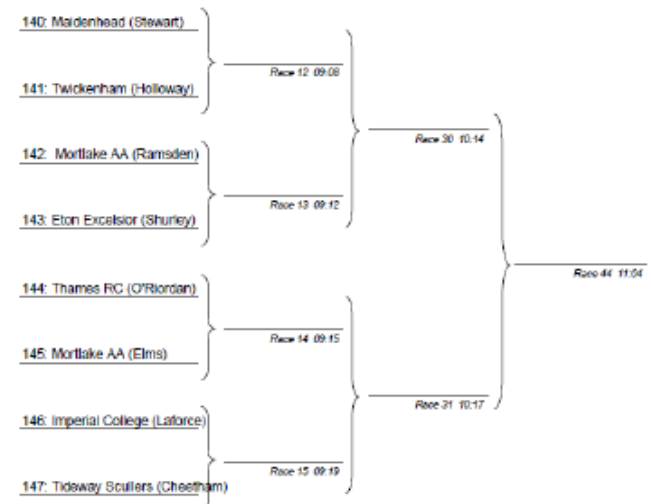 140: Maidenhead (Stewart)
Race 12 09:08
141: Twickenham (Holloway)
Race 30 10:14
142: Mortlake AA (Ramsden)
Race 13 09:12
143: Eton Excelsior (Shurley)
Race 44 11:04
144: Thames RC (O'Riordan)
Race 14 09:15
145: Mortlake AA (Elms)
Race 31 10:17
146: Imperial College (Laforce)
Race 15 09:19
147: Tideway Scullers (Cheetham)